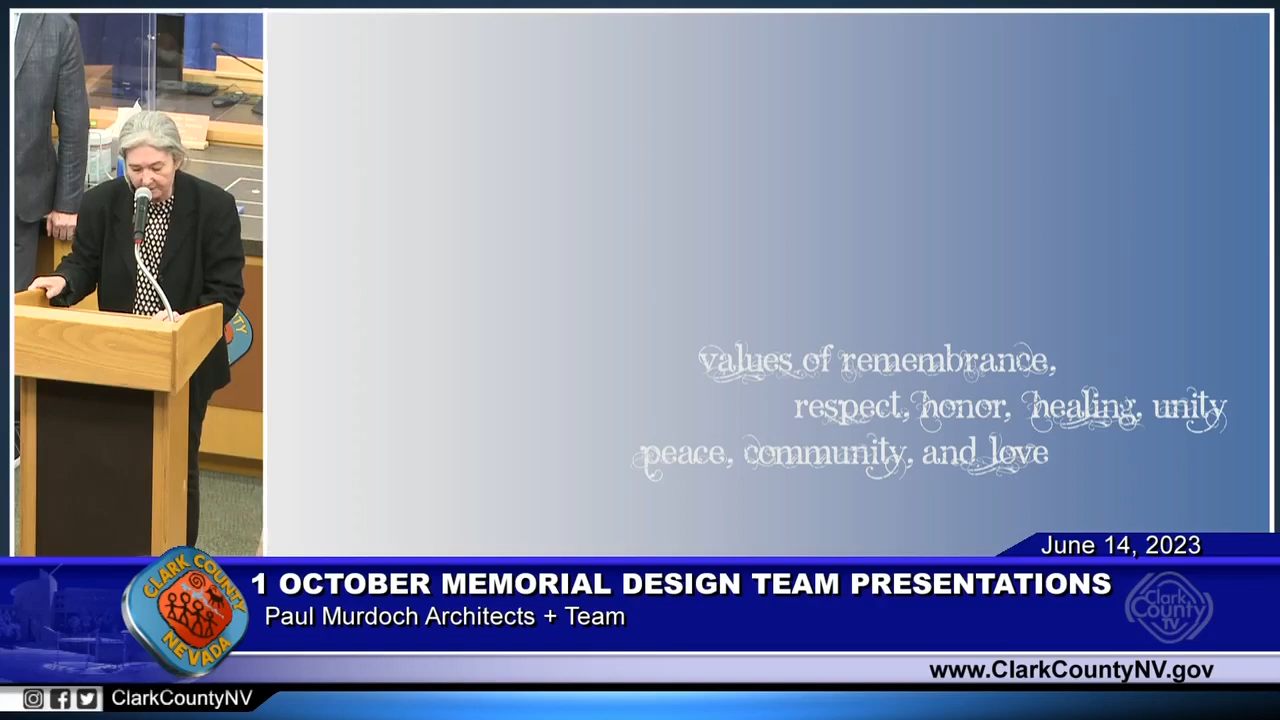 values of remembrance,
respect, honor, healing, unity
peace, community, and love
June 14, 2023
1 OCTOBER MEMORIAL DESIGN TEAM PRESENTATIONS
Paul Murdoch Architects + Team
CLARK COUNTY
NEVADA
Clark
County
TV
www.ClarkCountyNV.gov
ClarkCountyNV